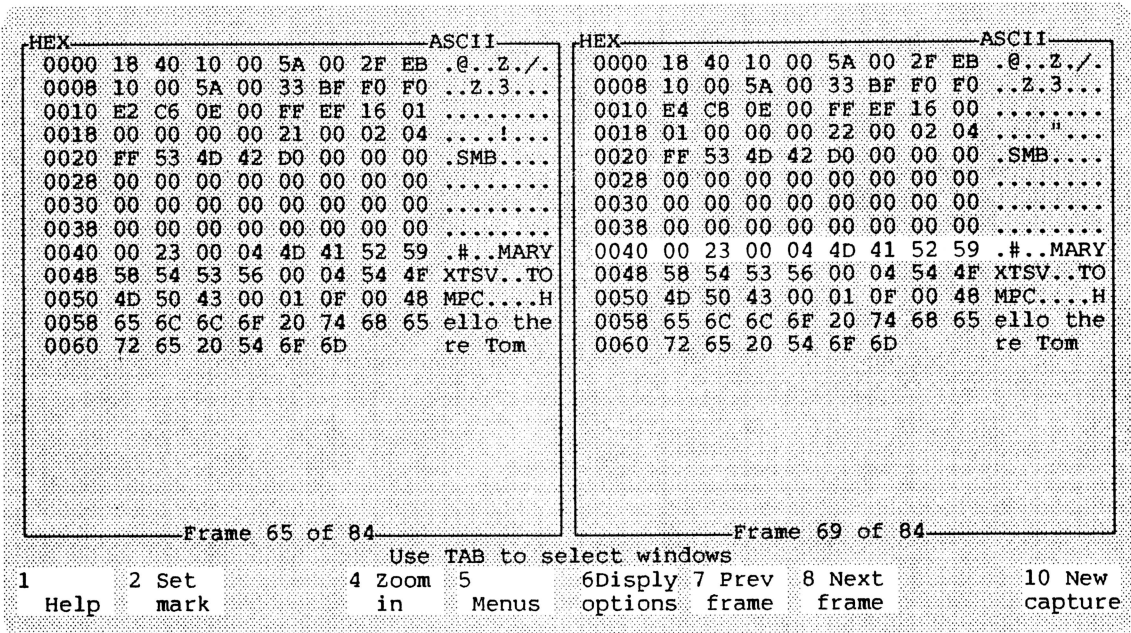 HEX ASCII
0000 18 40 10 00 5A 00 2F EB .@..Z./.
0008 10 00 5A 00 33 BF F0 F0 ..Z.3...
0010 E2 C6 0E 00 FF EF 16 01 ........
0018 00 00 00 00 21 00 02 04 ....!...
0020 FF 53 4D 42 D0 00 00 00 .SMB....
0028 00 00 00 00 00 00 00 00 ........
0030 00 00 00 00 00 00 00 00 ........
0038 00 00 00 00 00 00 00 00 ........
0040 00 23 00 04 4D 41 52 59 .#..MARY
0048 58 54 53 56 00 04 54 4F XTSV..TO
0050 4D 50 43 00 01 0F 00 48 MPC....H
0058 65 6C 6C 6F 20 74 68 65 ello the
0060 72 65 20 54 6F 6D re Tom
Frame 65 of 84
HEX ASCII
0000 18 40 10 00 5A 00 2F EB .@..Z./.
0008 10 00 5A 00 33 BF F0 F0 ..Z.3...
0010 E4 C8 0E 00 FF EF 16 00 ........
0018 01 00 00 00 22 00 02 04 ...."...
0020 FF 53 4D 42 D0 00 00 00 .SMB....
0028 00 00 00 00 00 00 00 00 ........
0030 00 00 00 00 00 00 00 00 ........
0038 00 00 00 00 00 00 00 00 ........
0040 00 23 00 04 4D 41 52 59 .#..MARY
0048 58 54 53 56 00 04 54 4F XTSV..TO
0050 4D 50 43 00 01 0F 00 48 MPC....H
0058 65 6C 6C 6F 20 74 68 65 ello the
0060 72 65 20 54 6F 6D re Tom
Frame 69 of 84
Use TAB to select windows
1 2 Set 4 Zoom 5 6Disply 7 Prev 8 Next 10 New
Help mark in Menus options frame frame capture